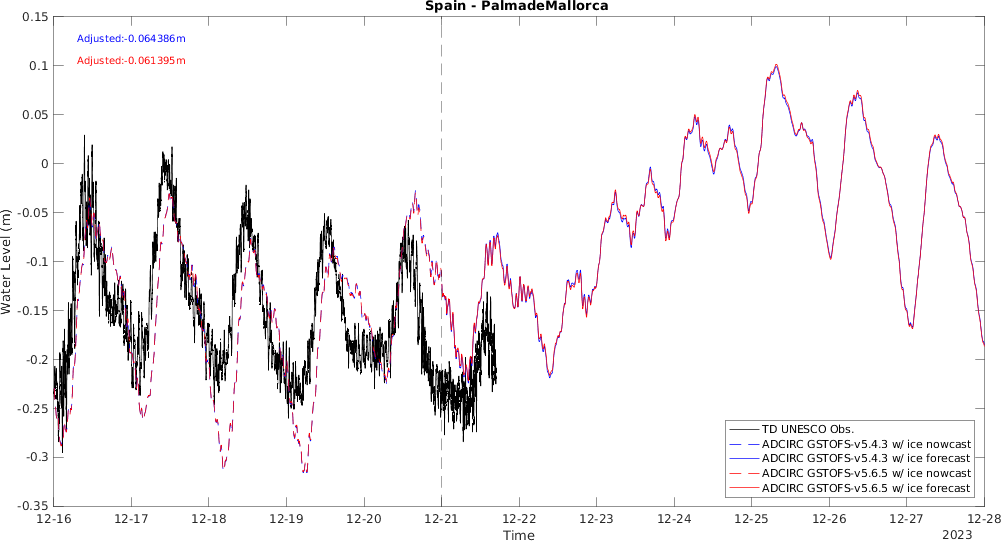 Spain - PalmadeMallorca
Adjusted:-0.064386m
Adjusted:-0.061395m
Water Level (m)
0.15
0.1
0.05
0
-0.05
-0.1
-0.15
-0.2
-0.25
-0.3
-0.35
TD UNESCO Obs.
ADCIRC GSTOFS-v5.4.3 w/ ice nowcast
ADCIRC GSTOFS-v5.4.3 w/ ice forecast
ADCIRC GSTOFS-v5.6.5 w/ ice nowcast
ADCIRC GSTOFS-v5.6.5 w/ ice forecast
12-16 12-17 12-18 12-19 12-20 12-21 12-22 12-23 12-24 12-25 12-26 12-27 12-28
Time
2023